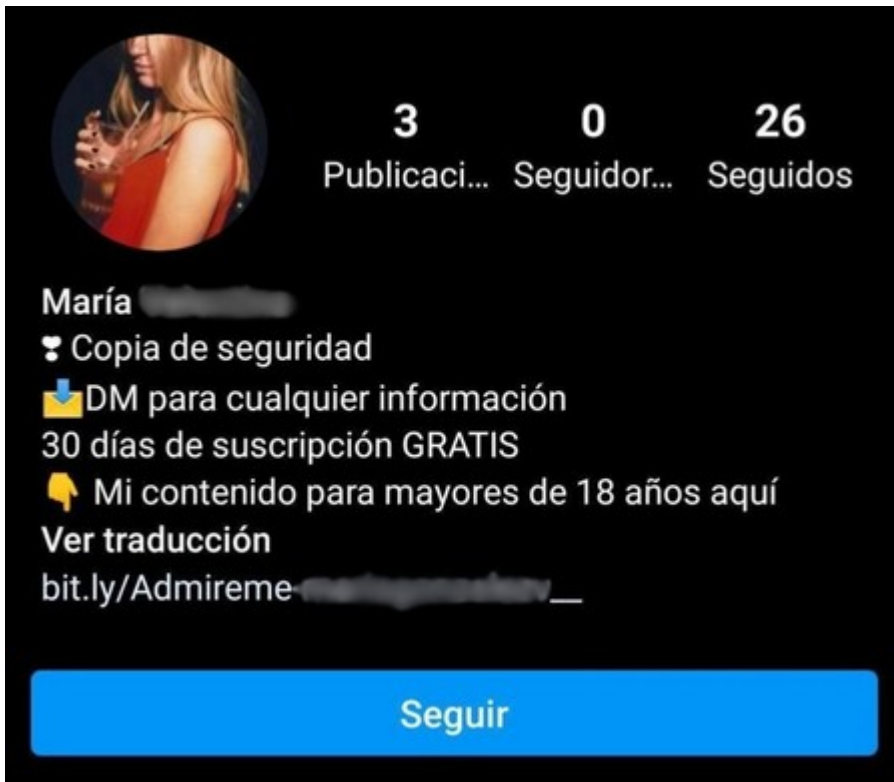 3 0 26
Publicaci... Seguidor... Seguidos
María
❣ Copia de seguridad
📩DM para cualquier información
30 días de suscripción GRATIS
👇 Mi contenido para mayores de 18 años aquí
Ver traducción
bit.ly/Admireme-
Seguir